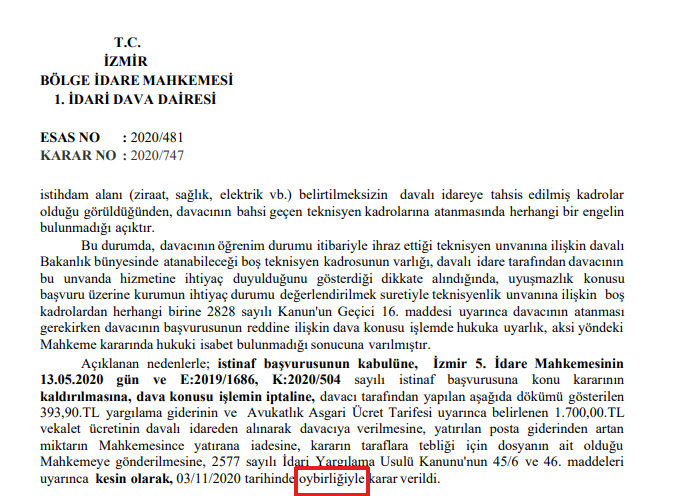 T.C.
İZMİR
BÖLGE İDARE MAHKEMESİ
1. İDARİ DAVA DAİRESİ
ESAS NO : 2020/481
KARAR NO : 2020/747
istihdam alanı (ziraat, sağlık, elektrik vb.) belirtilmeksizin davalı idareye tahsis edilmiş kadrolar
olduğu görüldüğünden, davacının bahsi geçen teknisyen kadrolarına atanmasında herhangi bir engelin
bulunmadığı açıktır.
Bu durumda, davacının öğrenim durumu itibariyle ihraz ettiği teknisyen unvanına ilişkin davalı
Bakanlık bünyesinde atanabileceği boş teknisyen kadrosunun varlığı, davalı idare tarafından davacının
bu unvanda hizmetine ihtiyaç duyulduğunu gösterdiği dikkate alındığında, uyuşmazlık konusu
başvuru üzerine kurumun ihtiyaç durumu değerlendirilmek suretiyle teknisyenlik unvanına ilişkin boş
kadrolardan herhangi birine 2828 sayılı Kanun'un Geçici 16. maddesi uyarınca davacının atanması
gerekirken davacının başvurusunun reddine ilişkin dava konusu işlemde hukuka uyarlık, aksi yöndeki
Mahkeme kararında hukuki isabet bulunmadığı sonucuna varılmıştır.
Açıklanan nedenlerle; istinaf başvurusunun kabulüne, İzmir 5. İdare Mahkemesinin
13.05.2020 gün ve E:2019/1686, K:2020/504 sayılı istinaf başvurusuna konu kararının
kaldırılmasına, dava konusu işlemin iptaline, davacı tarafından yapılan aşağıda dökümü gösterilen
393,90.TL yargılama giderinin ve Avukatlık Asgari Ücret Tarifesi uyarınca belirlenen 1.700,00.TL
vekalet ücretinin davalı idareden alınarak davacıya verilmesine, yatırılan posta giderinden artan
miktarın Mahkemesince yatırana iadesine, kararın taraflara tebliği için dosyanın ait olduğu
Mahkemeye gönderilmesine, 2577 sayılı İdari Yargılama Usulü Kanunu'nun 45/6 ve 46. maddeleri
uyarınca kesin olarak, 03/11/2020 tarihinde oybirliğiyle karar verildi.